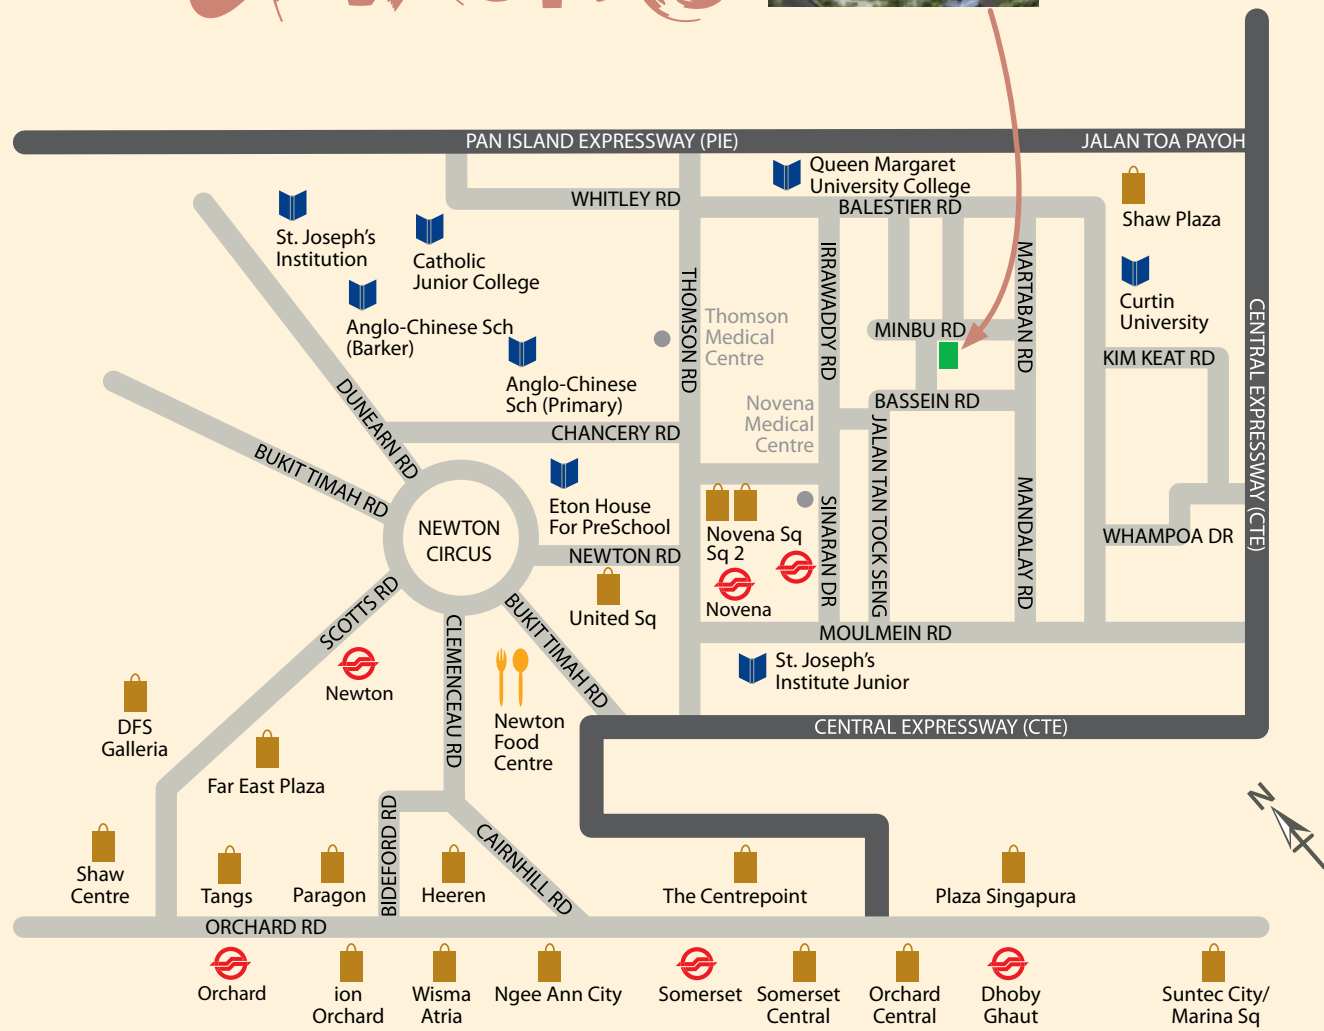 PAN ISLAND EXPRESSWAY (PIE)
JALAN TOA PAYOH
Queen Margaret
University College
WHITLEY RD
BALESTIER RD
Shaw Plaza
St. Joseph's
Institution
Catholic
Junior College
Anglo-Chinese Sch
(Barker)
Anglo-Chinese
Sch (Primary)
THOMSON RD
Thomson
Medical
Centre
IRRAWADDY RD
MINBU RD
MARTABAN RD
Curtin
University
CENTRAL EXPRESSWAY (CTE)
KIM KEAT RD
DUNEARN RD
BUKIT TIMAH RD
CHANCERY RD
Novena
Medical
Centre
BASSEIN RD
JALAN TAN TOCK SENG
Eton House
For PreSchool
NEWTON
CIRCUS
NEWTON RD
Novena Sq
Sq 2
Novena
SINARAN DR
MANDALAY RD
WHAMPOA DR
United Sq
MOULMEIN RD
SCOTTS RD
CLEMENCEAU RD
BUKIT TIMAH RD
St. Joseph's
Institute Junior
Newton
Newton
Food
Centre
DFS
Galleria
CENTRAL EXPRESSWAY (CTE)
Far East Plaza
N
BIDEFORD RD
CAIRNHILL RD
Shaw
Centre
Tangs
Paragon
Heeren
The Centrepoint
Plaza Singapura
ORCHARD RD
Orchard
ion
Orchard
Wisma
Atria
Ngee Ann City
Somerset
Somerset
Central
Orchard
Central
Dhoby
Ghaut
Suntec City/
Marina Sq